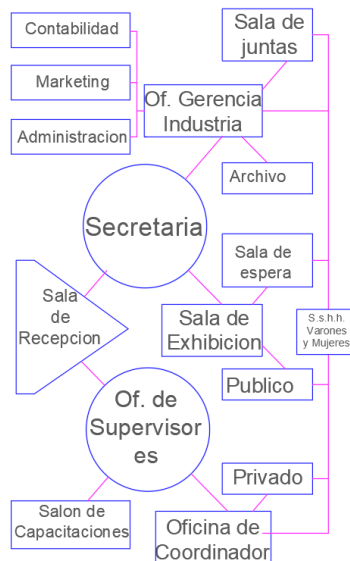 Contabilidad
Marketing
Administracion
Sala de
juntas
Of. Gerencia
Industria
Archivo
Secretaria
Sala de
espera
Sala
de
Recepcion
Sala de
Exhibicion
S.s.h.h.
Varones
y Mujeres
Publico
Of. de
Supervisor
es
Privado
Salon de
Capacitaciones
Oficina de
Coordinador